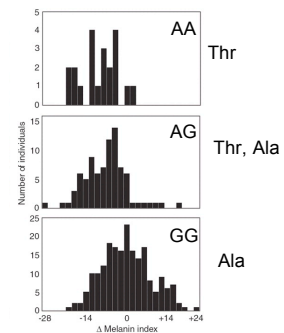 5
4
3
2
1
0
AA
Thr
15
10
5
0
AG
Thr, Ala
Number of individuals
25
20
15
10
5
0
GG
Ala
-28 -14 0 +14 +24
Δ Melanin index